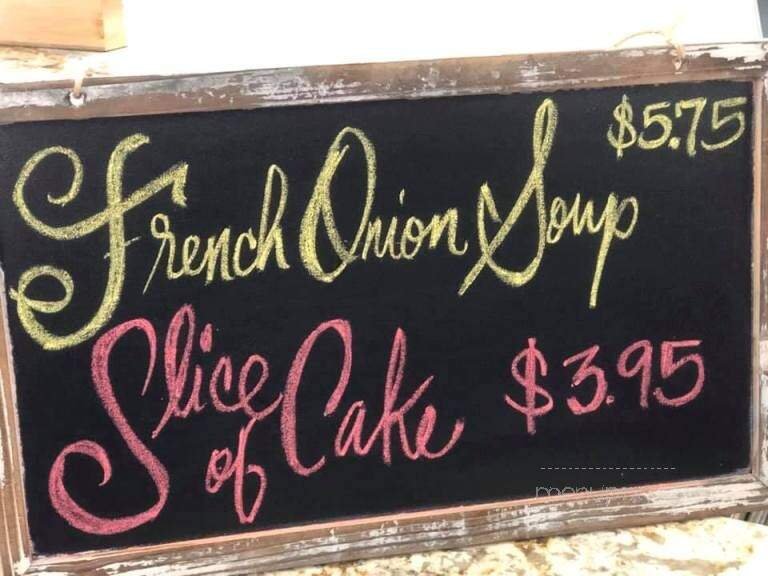 French Onion Soup $5.75
Slice of Cake $3.95